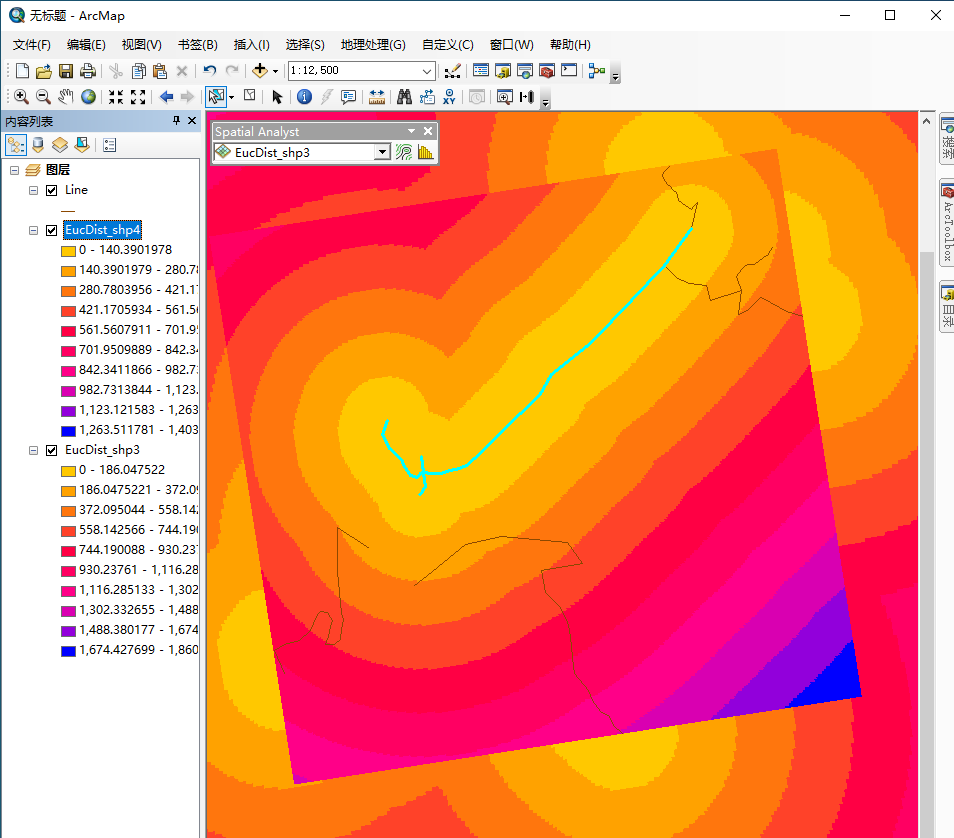 无标题 - ArcMap
文件(F) 编辑(E) 视图(V) 书签(B) 插入(I) 选择(S) 地理处理(G) 自定义(C) 窗口(W) 帮助(H)
1:12,500
内容列表
图层
Line
EucDist_shp4
0 - 140.3901978
140.3901979 - 280.78
280.7803956 - 421.17
421.1705934 - 561.56
561.5607911 - 701.95
701.9509889 - 842.34
842.3411866 - 982.73
982.7313844 - 1,123.
1,123.121583 - 1,263
1,263.511781 - 1,403
EucDist_shp3
0 - 186.047522
186.0475221 - 372.09
372.095044 - 558.142
558.142566 - 744.190
744.190088 - 930.237
930.23761 - 1,116.28
1,116.285133 - 1,302
1,302.332655 - 1,488
1,488.380177 - 1,674
1,674.427699 - 1,860
Spatial Analyst
EucDist_shp3
搜索
ArcToolbox
目录